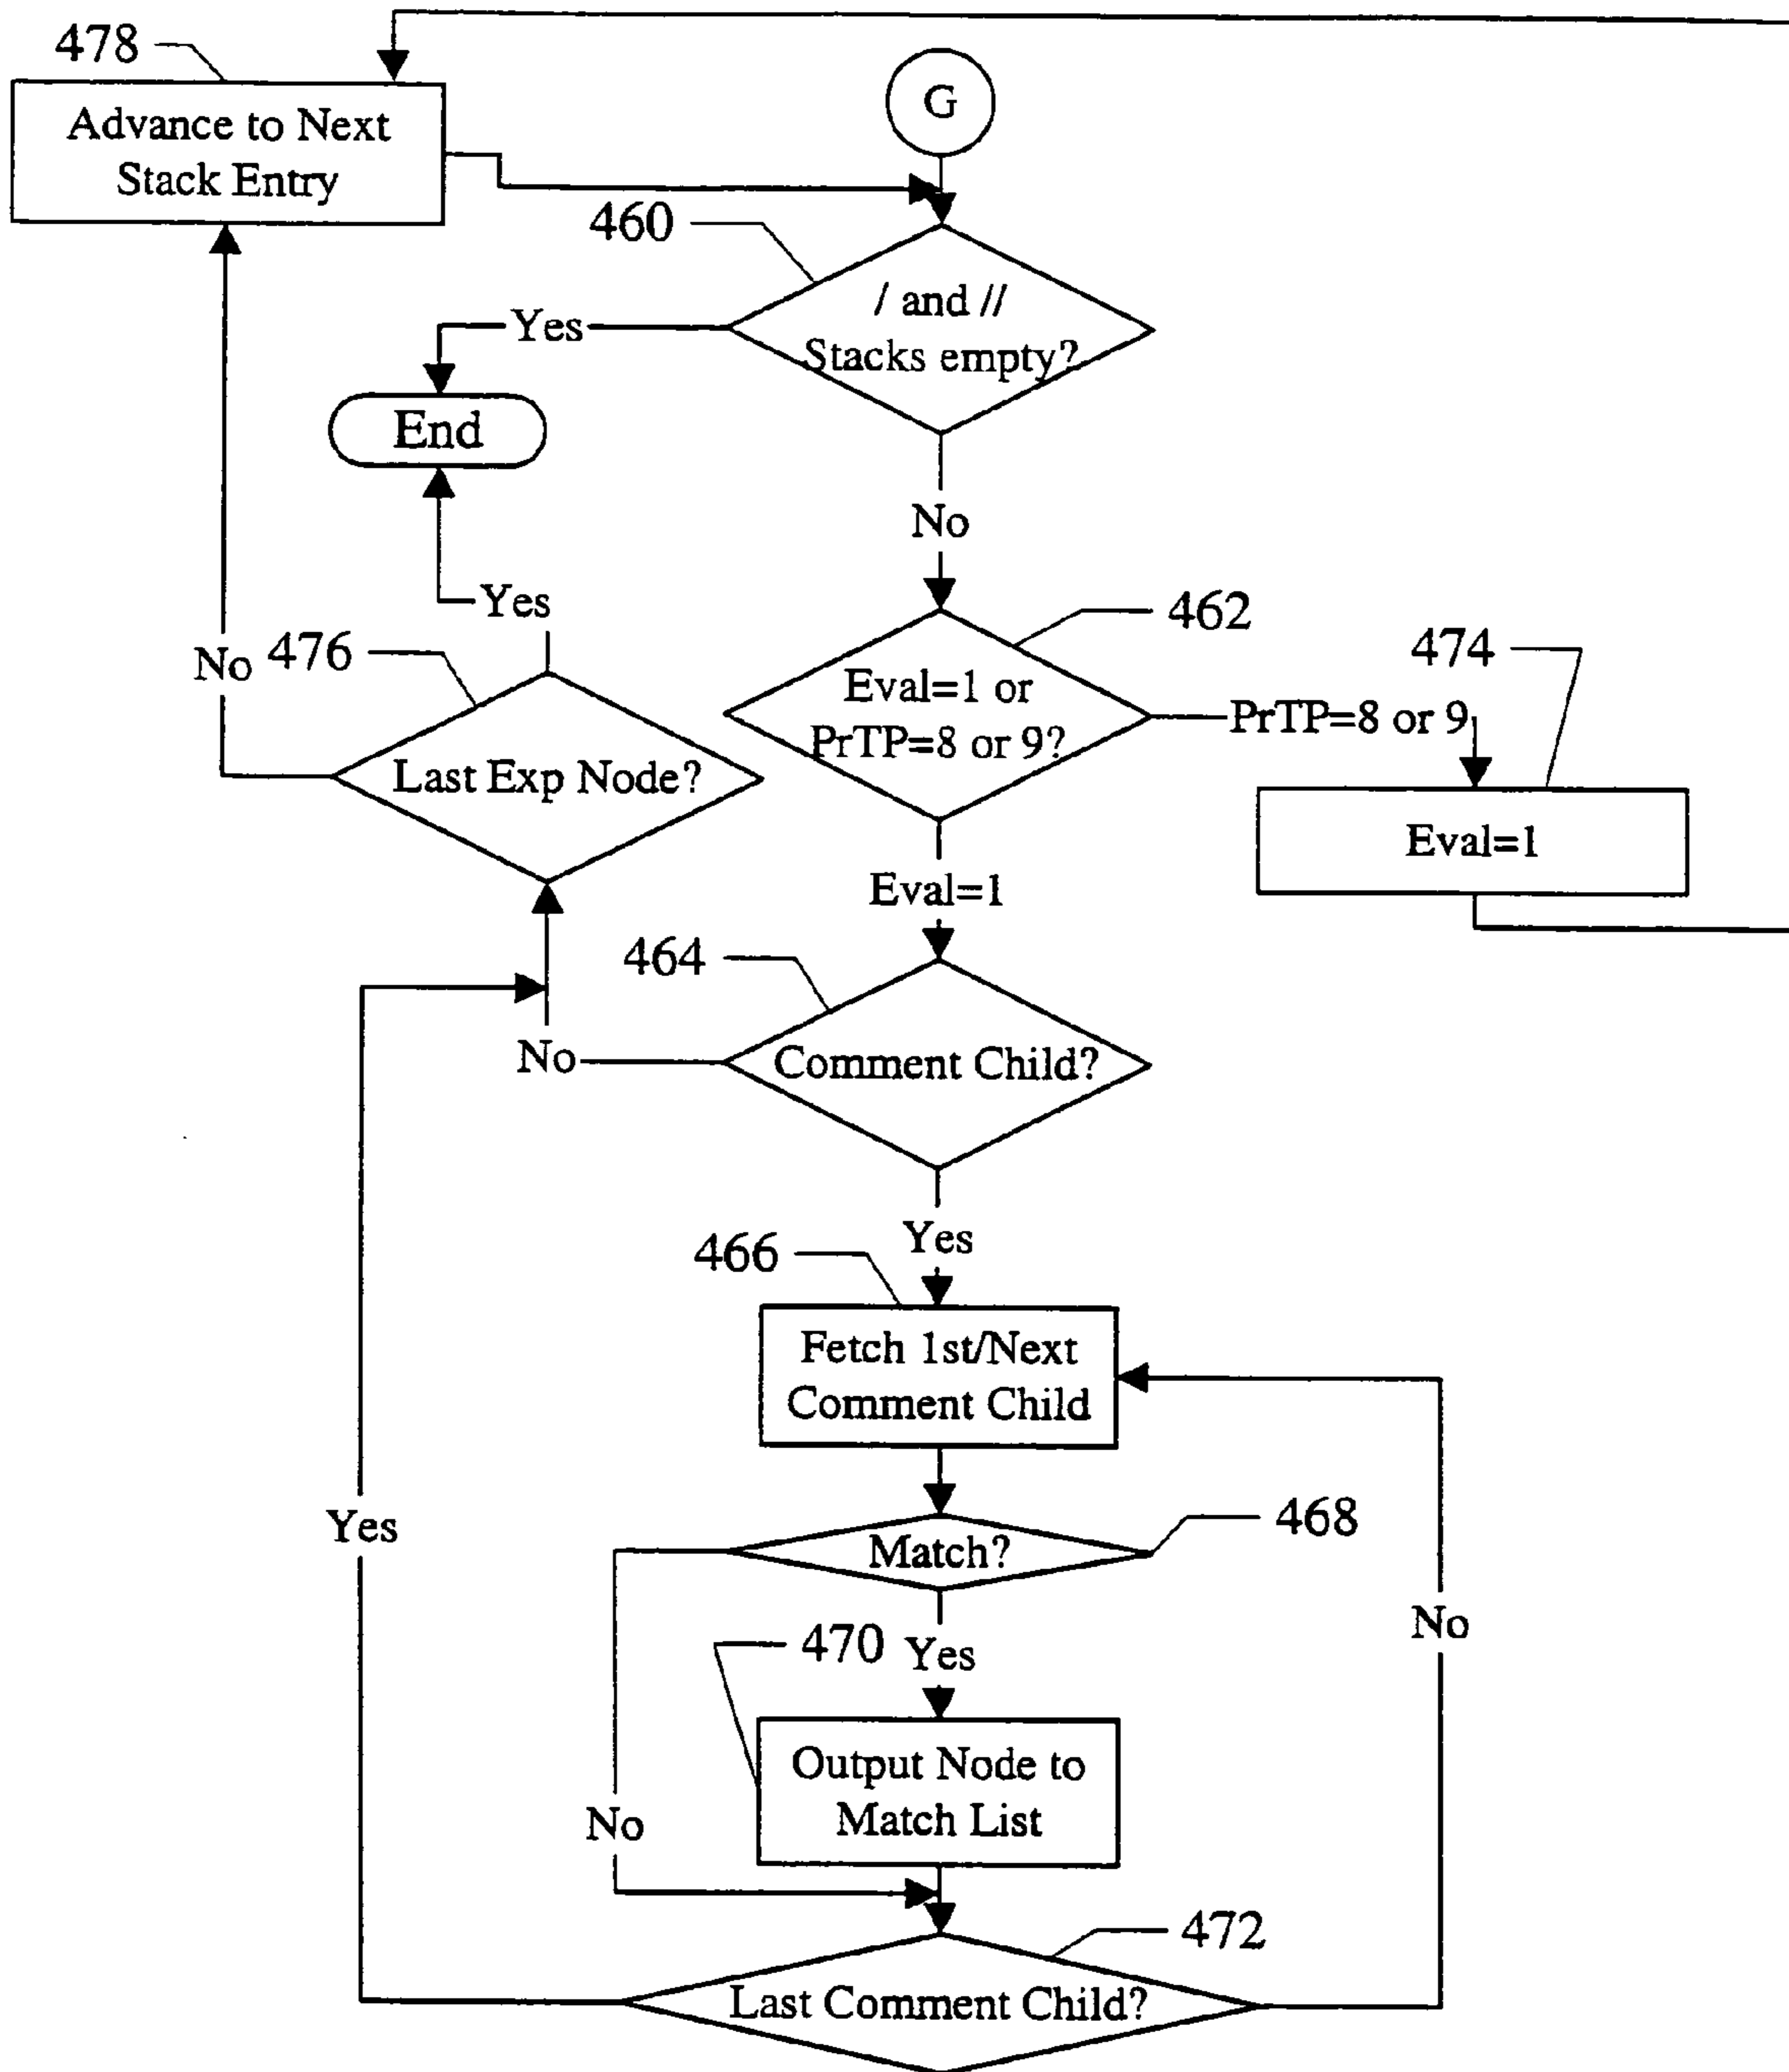 478
Advance to Next
Stack Entry
G
460
/ and //
Stacks empty?
Yes
End
No
Yes
462
Eval=1 or
PrTP=8 or 9?
PrTP=8 or 9
474
Eval=1
No
476
Last Exp Node?
Eval=1
464
Comment Child?
No
Yes
466
Fetch 1st/Next
Comment Child
468
Match?
Yes
No
470
Yes
Output Node to
Match List
No
472
Last Comment Child?